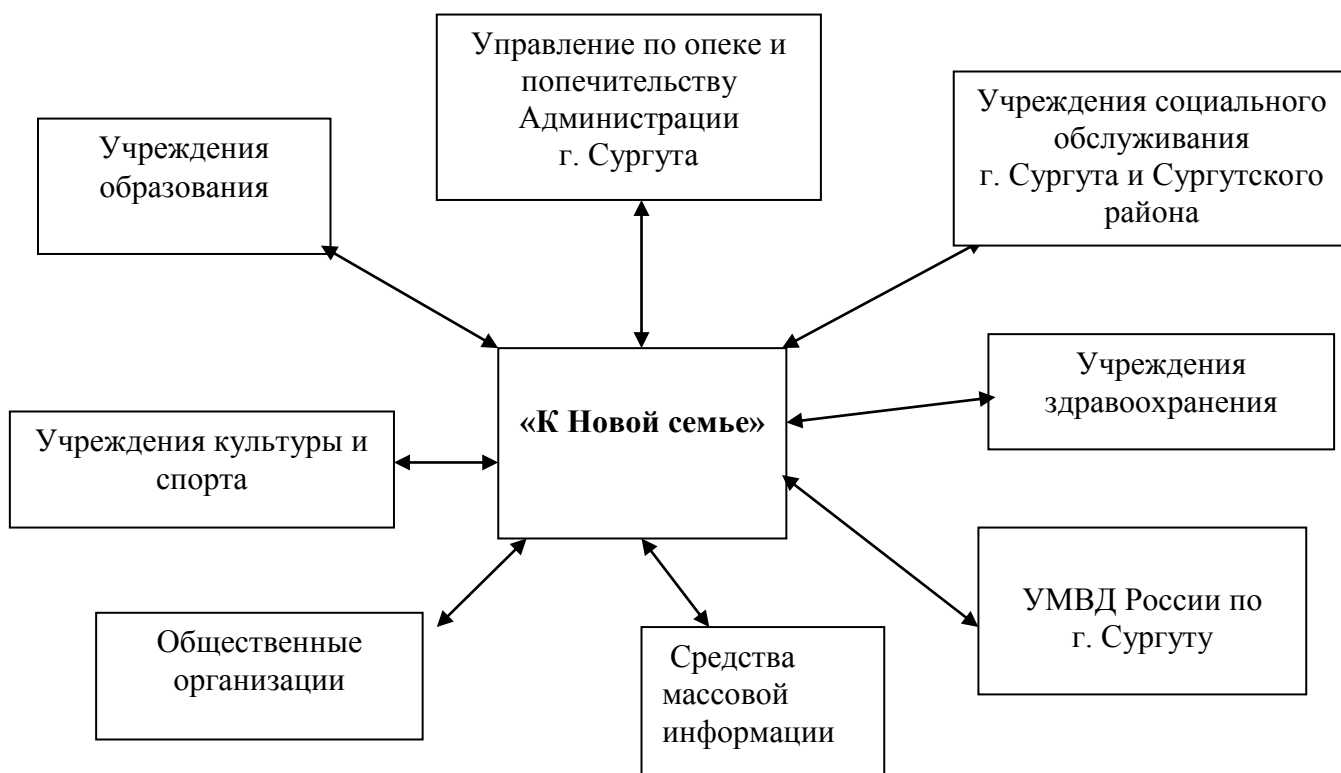 Управление по опеке и
попечительству
Администрации
г. Сургута
Учреждения социального
обслуживания
г. Сургута и Сургутского
района
Учреждения
образования
Учреждения
здравоохранения
«К Новой семье»
Учреждения культуры и
спорта
УМВД России по
г. Сургуту
Общественные
организации
Средства
массовой
информации